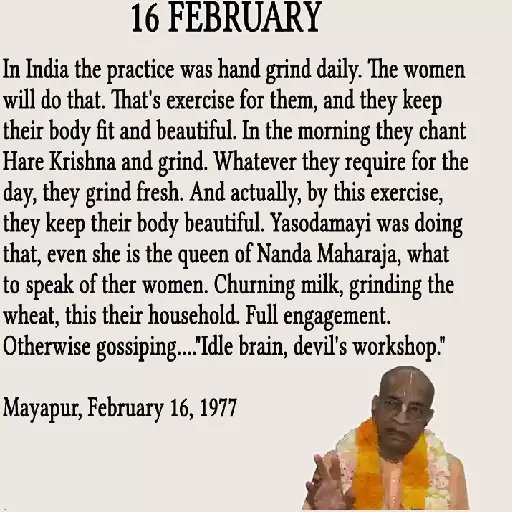 16 FEBRUARY
In India the practice was hand grind daily. The women
will do that. That's exercise for them, and they keep
their body fit and beautiful. In the morning they chant
Hare Krishna and grind. Whatever they require for the
day, they grind fresh. And actually, by this exercise,
they keep their body beautiful. Yasodamayi was doing
that, even she is the queen of Nanda Maharaja, what
to speak of ther women. Churning milk, grinding the
wheat, this their household. Full engagement.
Otherwise gossiping...."Idle brain, devil's workshop."
Mayapur, February 16, 1977